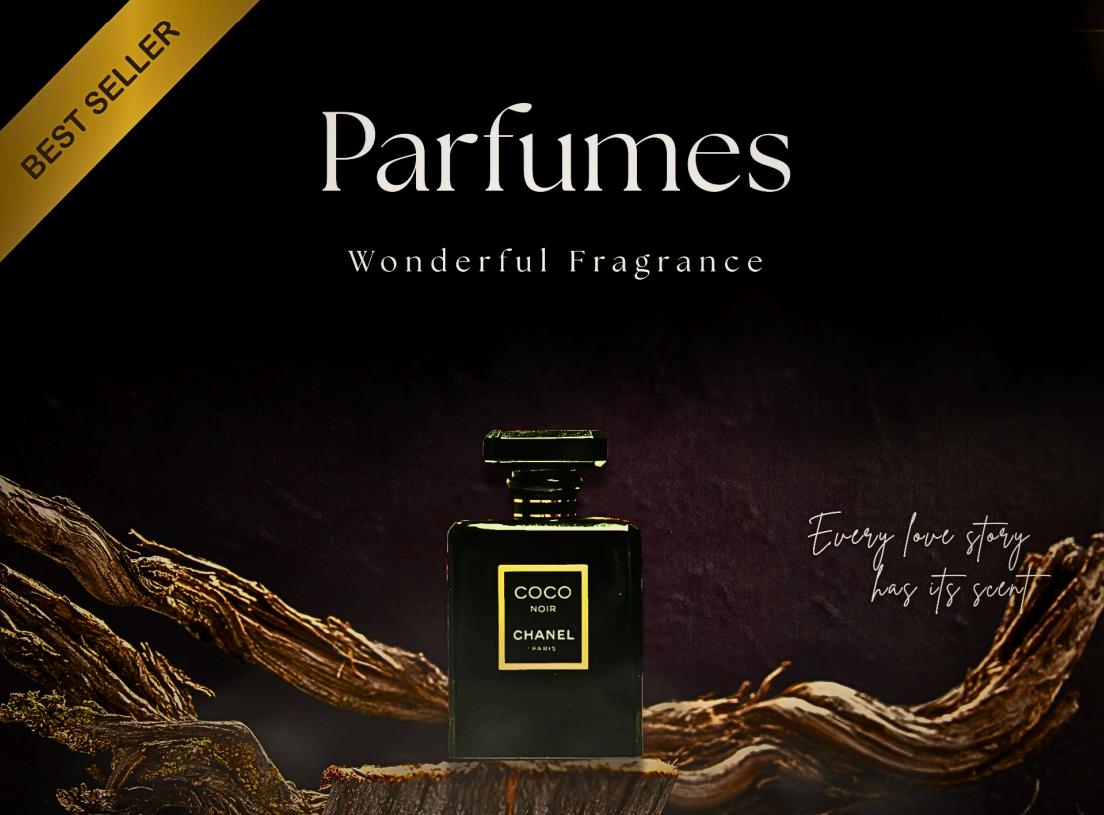 BEST SELLER
Parfumes
Wonderful Fragrance
Every love story
has its scent
COCO
NOIR
CHANEL
PARIS